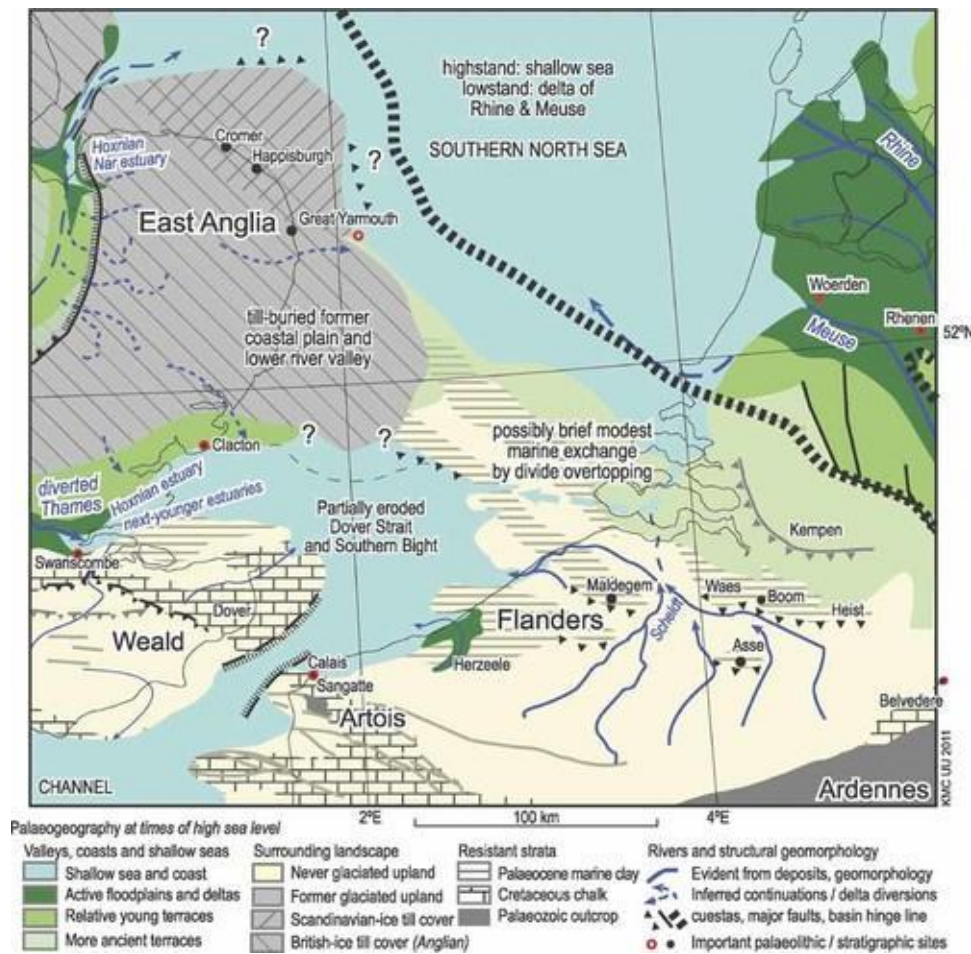 ?
highstand: shallow sea
lowstand: delta of
Rhine & Meuse
SOUTHERN NORTH SEA
Hoxnian
Nar estuary
Cromer
Happisburgh
?
Rhine
East Anglia
Great Yarmouth
Woerden
Rhenen
52°N
Meuse
till-buried former
coastal plain and
lower river valley
?
?
Clacton
possibly brief modest
marine exchange
by divide overtopping
diverted
Thames
Hoxnian estuary
next-younger estuaries
Partially eroded
Dover Strait
and Southern Bight
Kempen
Swanscombe
Maldegem
Waes
Boom
Heist
Dover
Flanders
Scheldt
Weald
Asse
Herzeele
Calais
Sangatte
Belvedere
Artois
CHANNEL
Ardennes
KMC UU 2011
2°E
100 km
4°E
Palaeogeography at times of high sea level
Valleys, coasts and shallow seas
Shallow sea and coast
Active floodplains and deltas
Relative young terraces
More ancient terraces
Surrounding landscape
Never glaciated upland
Former glaciated upland
Scandinavian-ice till cover
British-ice till cover (Anglian)
Resistant strata
Palaeocene marine clay
Cretaceous chalk
Palaeozoic outcrop
Rivers and structural geomorphology
Evident from deposits, geomorphology
Inferred continuations / delta diversions
cuestas, major faults, basin hinge line
Important palaeolithic / stratigraphic sites